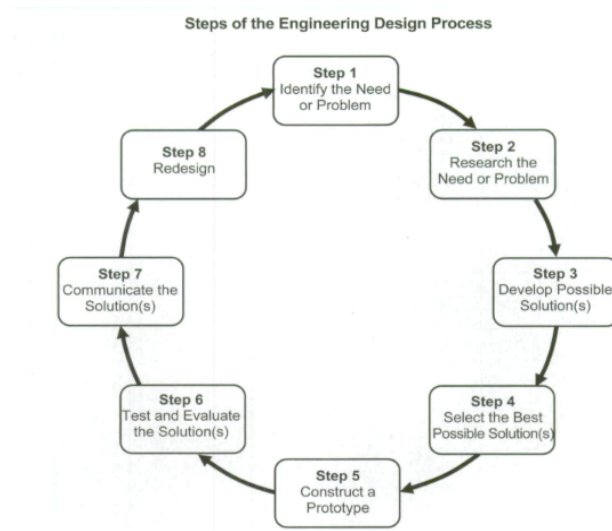 Steps of the Engineering Design Process
Step 1
Identify the Need
or Problem
Step 2
Research the
Need or Problem
Step 3
Develop Possible
Solution(s)
Step 4
Select the Best
Possible Solution(s)
Step 5
Construct a
Prototype
Step 6
Test and Evaluate
the Solution(s)
Step 7
Communicate the
Solution(s)
Step 8
Redesign